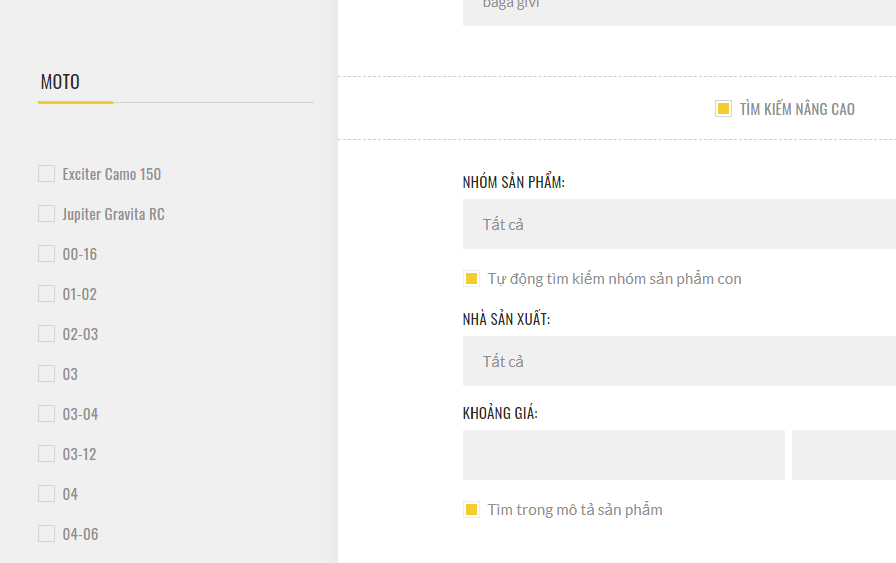 baga givi
MOTO
Exciter Camo 150
Jupiter Gravita RC
00-16
01-02
02-03
03
03-04
03-12
04
04-06
TÌM KIẾM NÂNG CAO
NHÓM SẢN PHẨM:
Tất cả
Tự động tìm kiếm nhóm sản phẩm con
NHÀ SẢN XUẤT:
Tất cả
KHOẢNG GIÁ:
Tìm trong mô tả sản phẩm